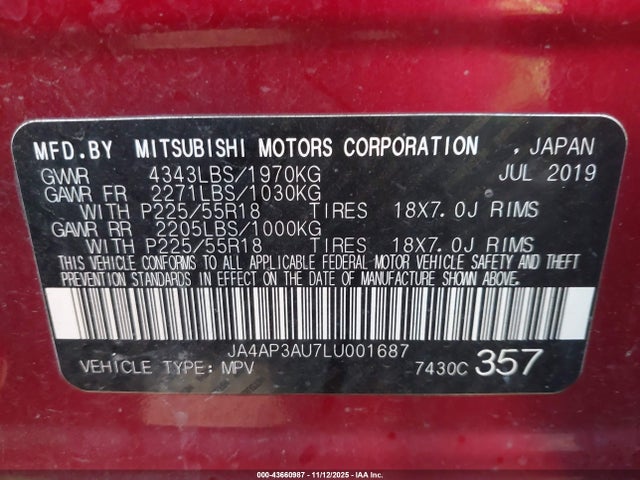 MFD.BY MITSUBISHI MOTORS CORPORATION , JAPAN
GVWR 4343LBS/1970KG JUL 2019
GAWR FR 2271LBS/1030KG
WITH P225/55R18 TIRES 18X7.0J RIMS
GAWR RR 2205LBS/1000KG
WITH P225/55R18 TIRES 18X7.0J RIMS
THIS VEHICLE CONFORMS TO ALL APPLICABLE FEDERAL MOTOR VEHICLE SAFETY AND THEFT
PREVENTION STANDARDS IN EFFECT ON THE DATE OF MANUFACTURE SHOWN ABOVE.
JA4AP3AU7LU001687
VEHICLE TYPE: MPV 7430C 357
000-43660987 - 11/12/2025 - IAA Inc.